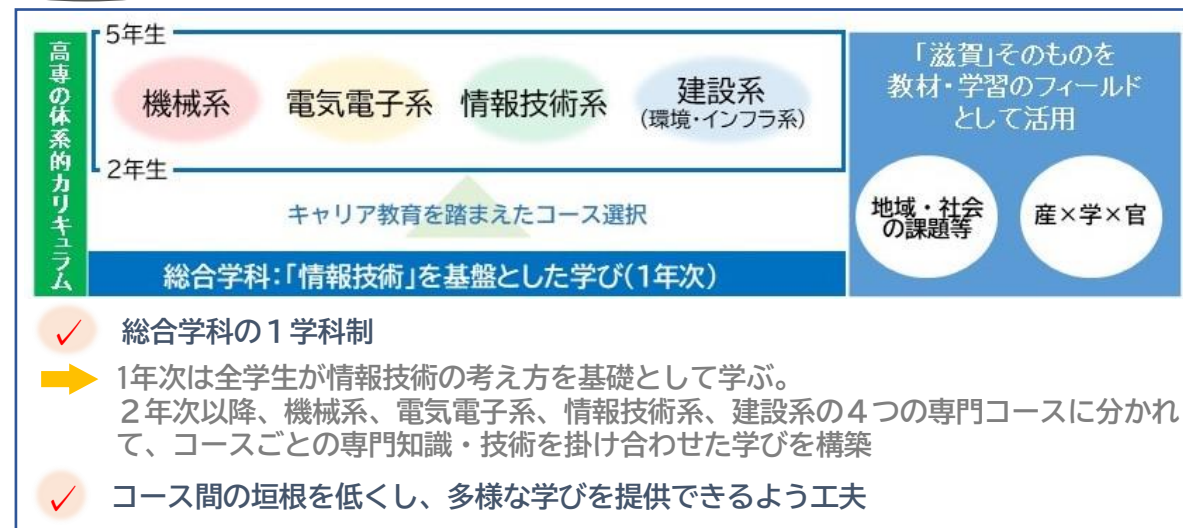 高専の体系的カリキュラム
5年生
機械系
電気電子系
情報技術系
建設系
(環境・インフラ系)
2年生
キャリア教育を踏まえたコース選択
総合学科:「情報技術」を基盤とした学び(1年次)
「滋賀」そのものを
教材・学習のフィールド
として活用
地域・社会
の課題等
産×学×官
✓ 総合学科の1学科制
1年次は全学生が情報技術の考え方を基礎として学ぶ。
2年次以降、機械系、電気電子系、情報技術系、建設系の4つの専門コースに分かれ
て、コースごとの専門知識・技術を掛け合わせた学びを構築
✓ コース間の垣根を低くし、多様な学びを提供できるよう工夫